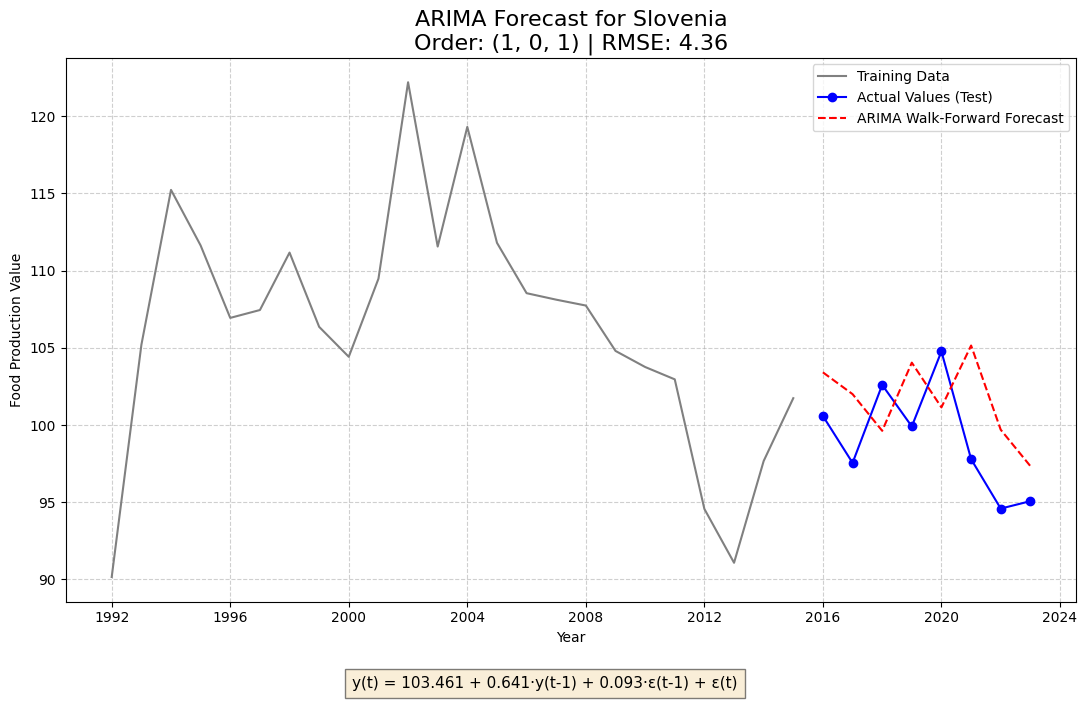 ARIMA Forecast for Slovenia
Order: (1, 0, 1) | RMSE: 4.36
Training Data
Actual Values (Test)
ARIMA Walk-Forward Forecast
Food Production Value
120
115
110
105
100
95
90
1992 1996 2000 2004 2008 2012 2016 2020 2024
Year
y(t) = 103.461 + 0.641·y(t-1) + 0.093·ε(t-1) + ε(t)